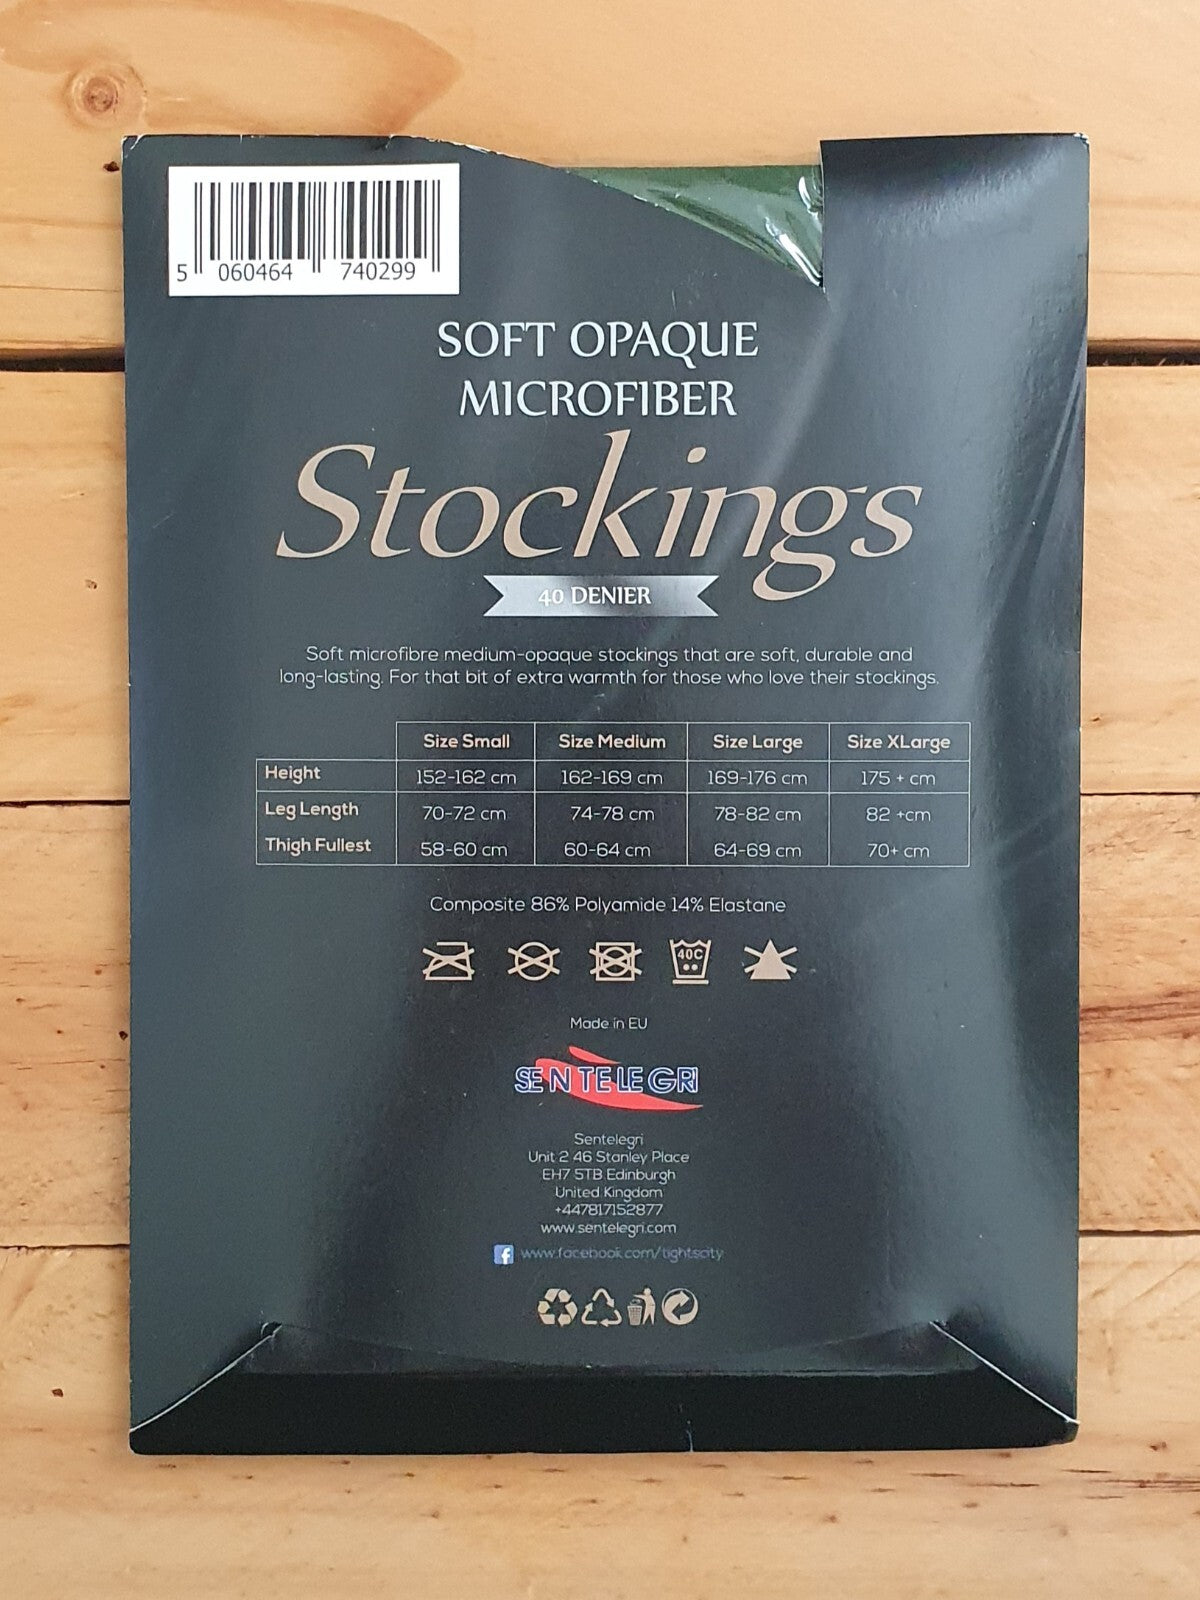 5 060464 740299
SOFT OPAQUE
MICROFIBER
Stockings
40 DENIER
Soft microfibre medium-opaque stockings that are soft, durable and
long-lasting. For that bit of extra warmth for those who love their stockings.
Size Small Size Medium Size Large Size XLarge
Height 152-162 cm 162-169 cm 169-176 cm 175 + cm
Leg Length 70-72 cm 74-78 cm 78-82 cm 82 +cm
Thigh Fullest 58-60 cm 60-64 cm 64-69 cm 70+ cm
Composite 86% Polyamide 14% Elastane
40C
Made in EU
SENTELEGRI
Sentelegri
Unit 2 46 Stanley Place
EH7 5TB Edinburgh
United Kingdom
+447817152877
www.sentelegri.com
f www.facebook.com/tightscity